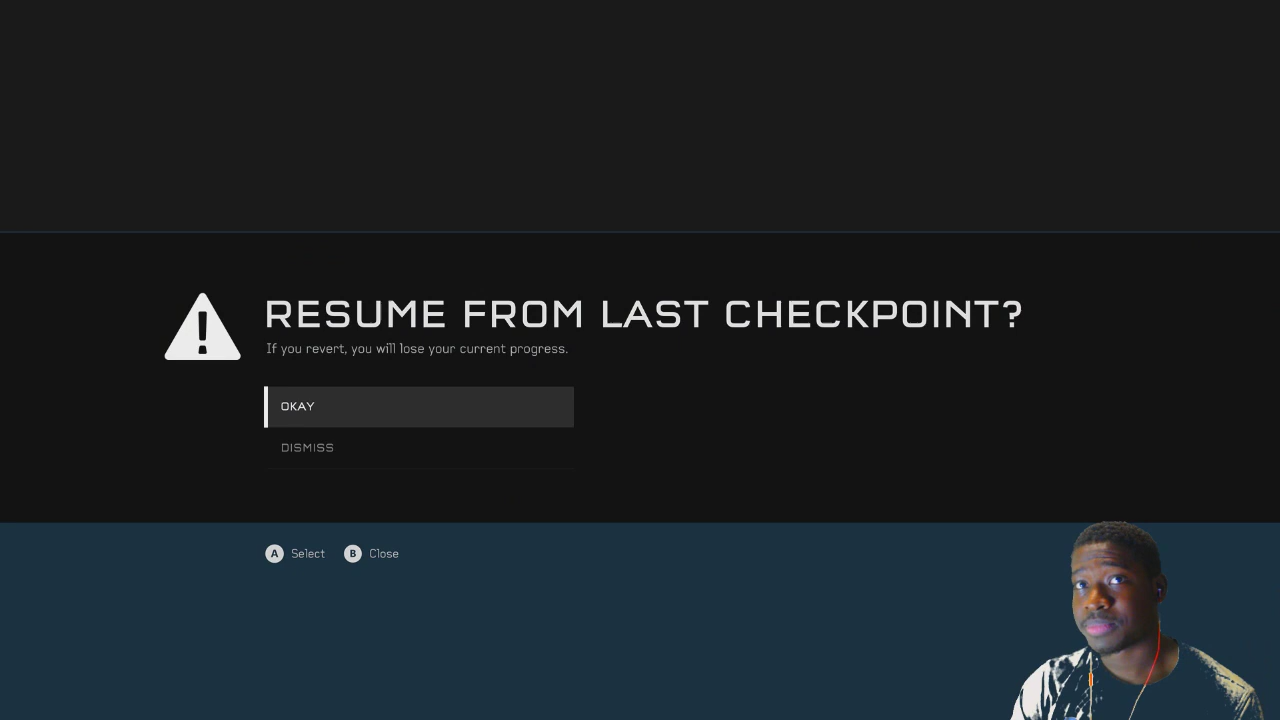 RESUME FROM LAST CHECKPOINT?
If you revert, you will lose your current progress.
OKAY
DISMISS
A Select B Close